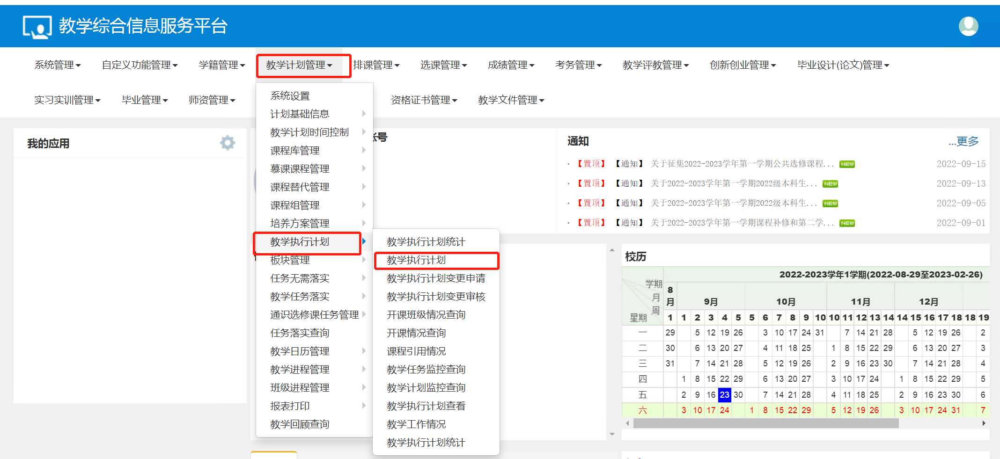 教学综合信息服务平台
系统管理 自定义功能管理 学籍管理 教学计划管理 排课管理 选课管理 成绩管理 考务管理 教学评教管理 创新创业管理 毕业设计(论文)管理
实习实训管理 毕业管理 师资管理 资格证书管理 教学文件管理
系统设置
计划基础信息
教学计划时间控制
课程库管理
慕课课程管理
课程替代管理
课程组管理
培养方案管理
教学执行计划
板块管理
任务无需落实
教学任务落实
通识选修课任务管理
任务落实查询
教学日历管理
教学进程管理
班级进程管理
报表打印
教学回顾查询
教学执行计划统计
教学执行计划
教学执行计划变更申请
教学执行计划变更审核
开课班级情况查询
开课情况查询
课程引用情况
教学任务监控查询
教学计划监控查询
教学执行计划查看
教学工作情况
教学执行计划统计
我的应用
号
通知 ...更多
· 【置顶】 【通知】 关于征集2022-2023学年第一学期公共选修课程... NEW 2022-09-15
· 【置顶】 【通知】 关于2022-2023学年第一学期2022级本科生... NEW 2022-09-13
· 【置顶】 【通知】 关于2022-2023学年第一学期2022级本科生... NEW 2022-09-05
· 【置顶】 【通知】 关于2022-2023学年第一学期课程补修和第二学... NEW 2022-09-01
校历
2022-2023学年1学期(2022-08-29至2023-02-26)
学期 月 周 星期
8月 9月 10月 11月 12月
1 1 2 3 4 5 5 6 7 8 9 10 10 11 12 13 14 14 15 16 17 18 18 19
一 29 5 12 19 26 3 10 17 24 31 7 14 21 28 5 12 19 26 2
二 30 6 13 20 27 4 11 18 25 1 8 15 22 29 6 13 20 27 3
三 31 7 14 21 28 5 12 19 26 2 9 16 23 30 7 14 21 28 4
四 1 8 15 22 29 6 13 20 27 3 10 17 24 1 8 15 22 29 5
五 2 9 16 23 30 7 14 21 28 4 11 18 25 2 9 16 23 30 6
六 3 10 17 24 1 8 15 22 29 5 12 19 26 3 10 17 24 31 7